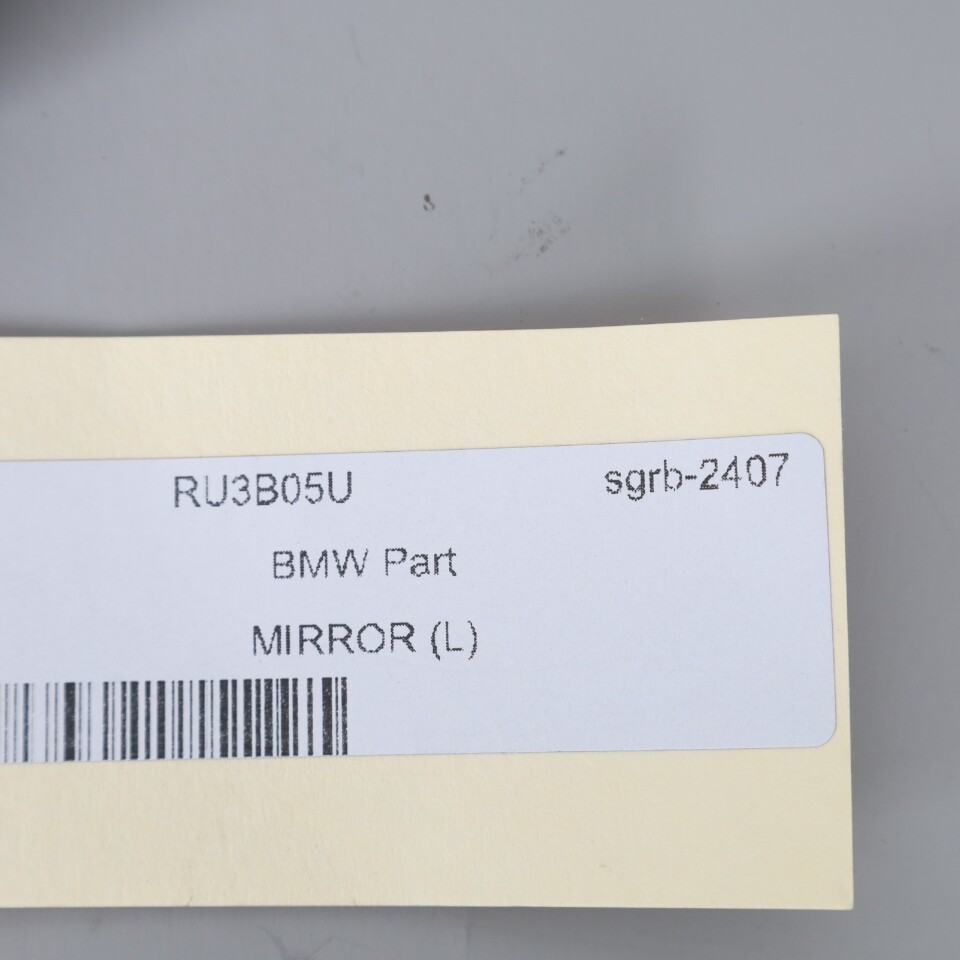 RU3B05U sgrb-2407
BMW Part
MIRROR (L)